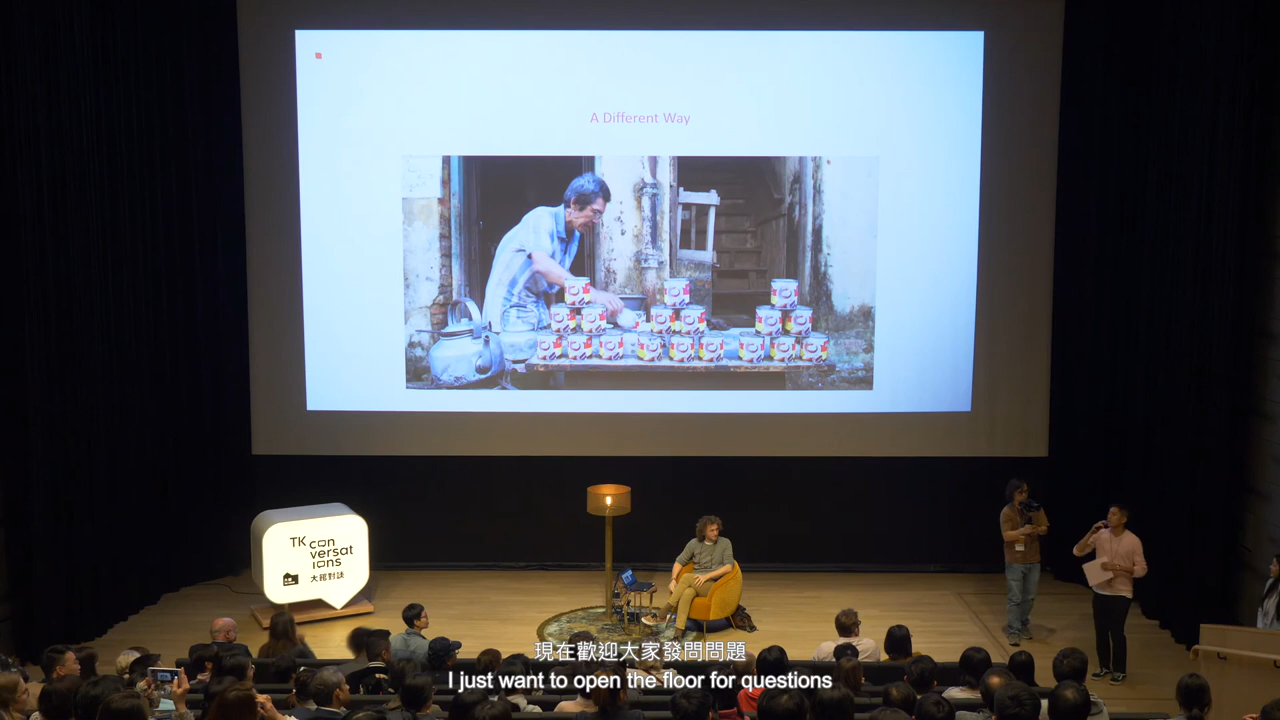 A Different Way
TK con
versat
ions
大館對談
現在歡迎大家發問問題
I just want to open the floor for questions